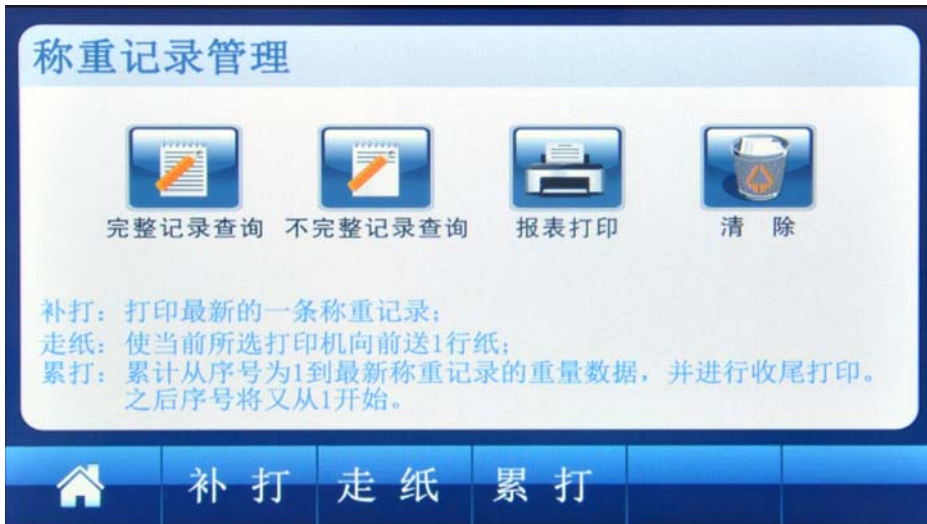 称重记录管理
完整记录查询 不完整记录查询 报表打印 清 除
补打：打印最新的一条称重记录；
走纸：使当前所选打印机向前送1行纸；
累打：累计从序号为1到最新称重记录的重量数据，并进行收尾打印。
之后序号将又从1开始。
补 打 走 纸 累 打